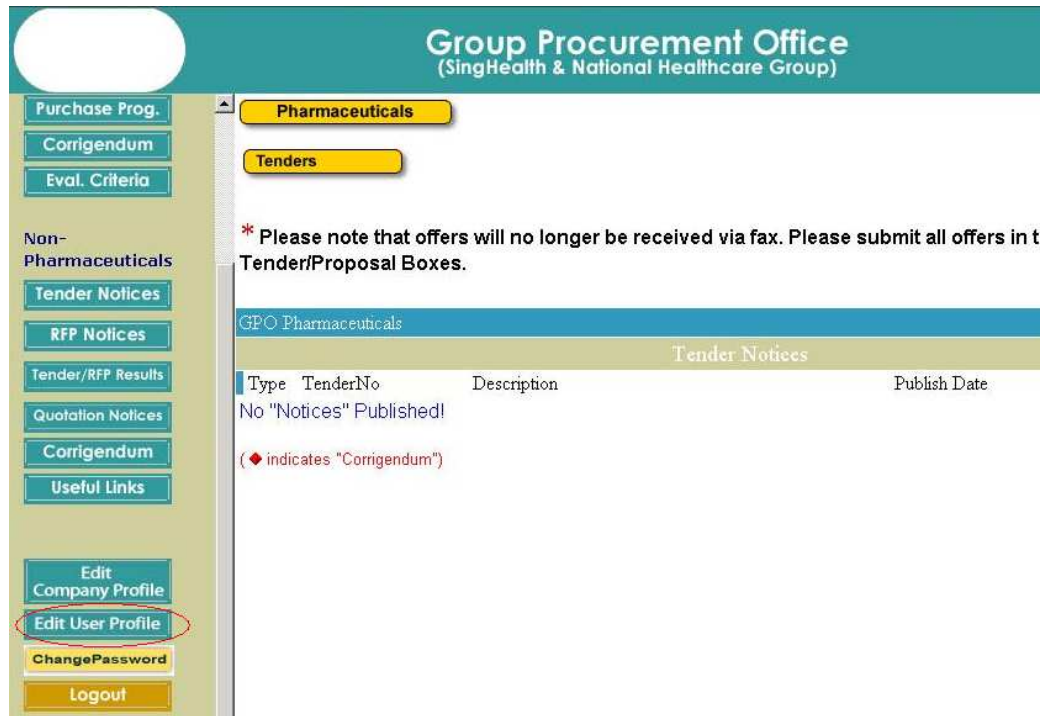 Group Procurement Office
(SingHealth & National Healthcare Group)
Purchase Prog.
Corrigendum
Eval. Criteria
Non-
Pharmaceuticals
Tender Notices
RFP Notices
Tender/RFP Results
Quotation Notices
Corrigendum
Useful Links
Edit
Company Profile
Edit User Profile
ChangePassword
Logout
Pharmaceuticals
Tenders
* Please note that offers will no longer be received via fax. Please submit all offers in t
Tender/Proposal Boxes.
GPO Pharmaceuticals
Tender Notices
Type TenderNo Description Publish Date
No "Notices" Published!
( ◆ indicates "Corrigendum")